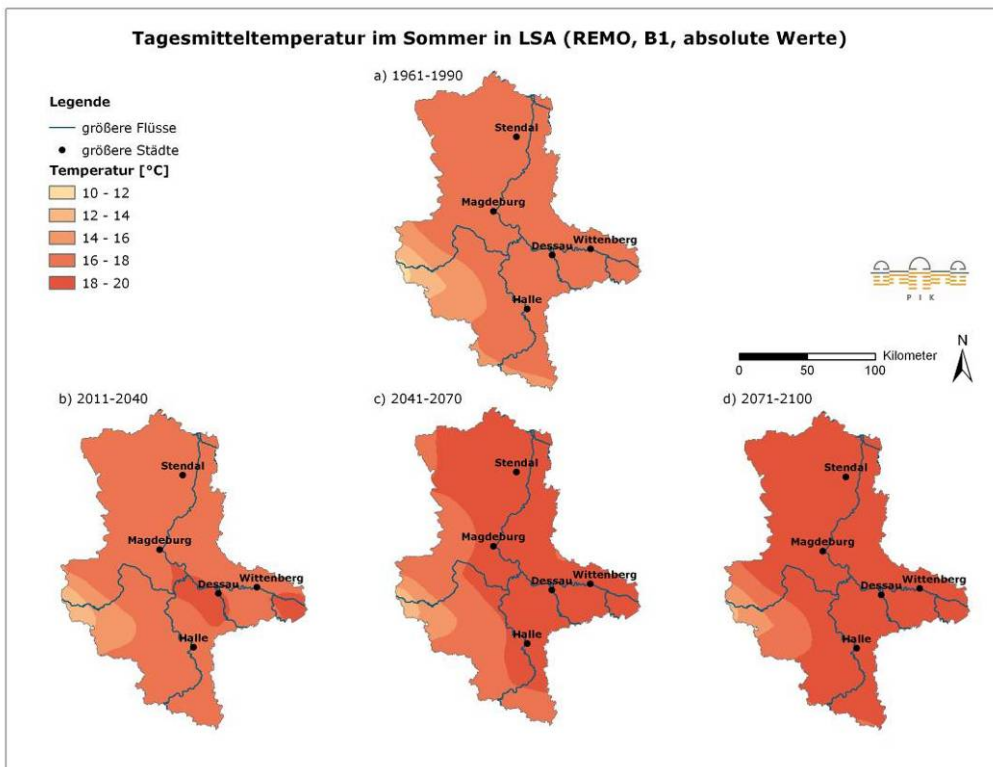 Tagesmitteltemperatur im Sommer in LSA (REMO, B1, absolute Werte)
a) 1961-1990
Legende
größere Flüsse
größere Städte
Temperatur [°C]
10 - 12
12 - 14
14 - 16
16 - 18
18 - 20
Stendal
Magdeburg
Dessau
Wittenberg
Halle
P I K
N
Kilometer
0 50 100
b) 2011-2040
Stendal
Magdeburg
Dessau
Wittenberg
Halle
c) 2041-2070
Stendal
Magdeburg
Dessau
Wittenberg
Halle
d) 2071-2100
Stendal
Magdeburg
Dessau
Wittenberg
Halle